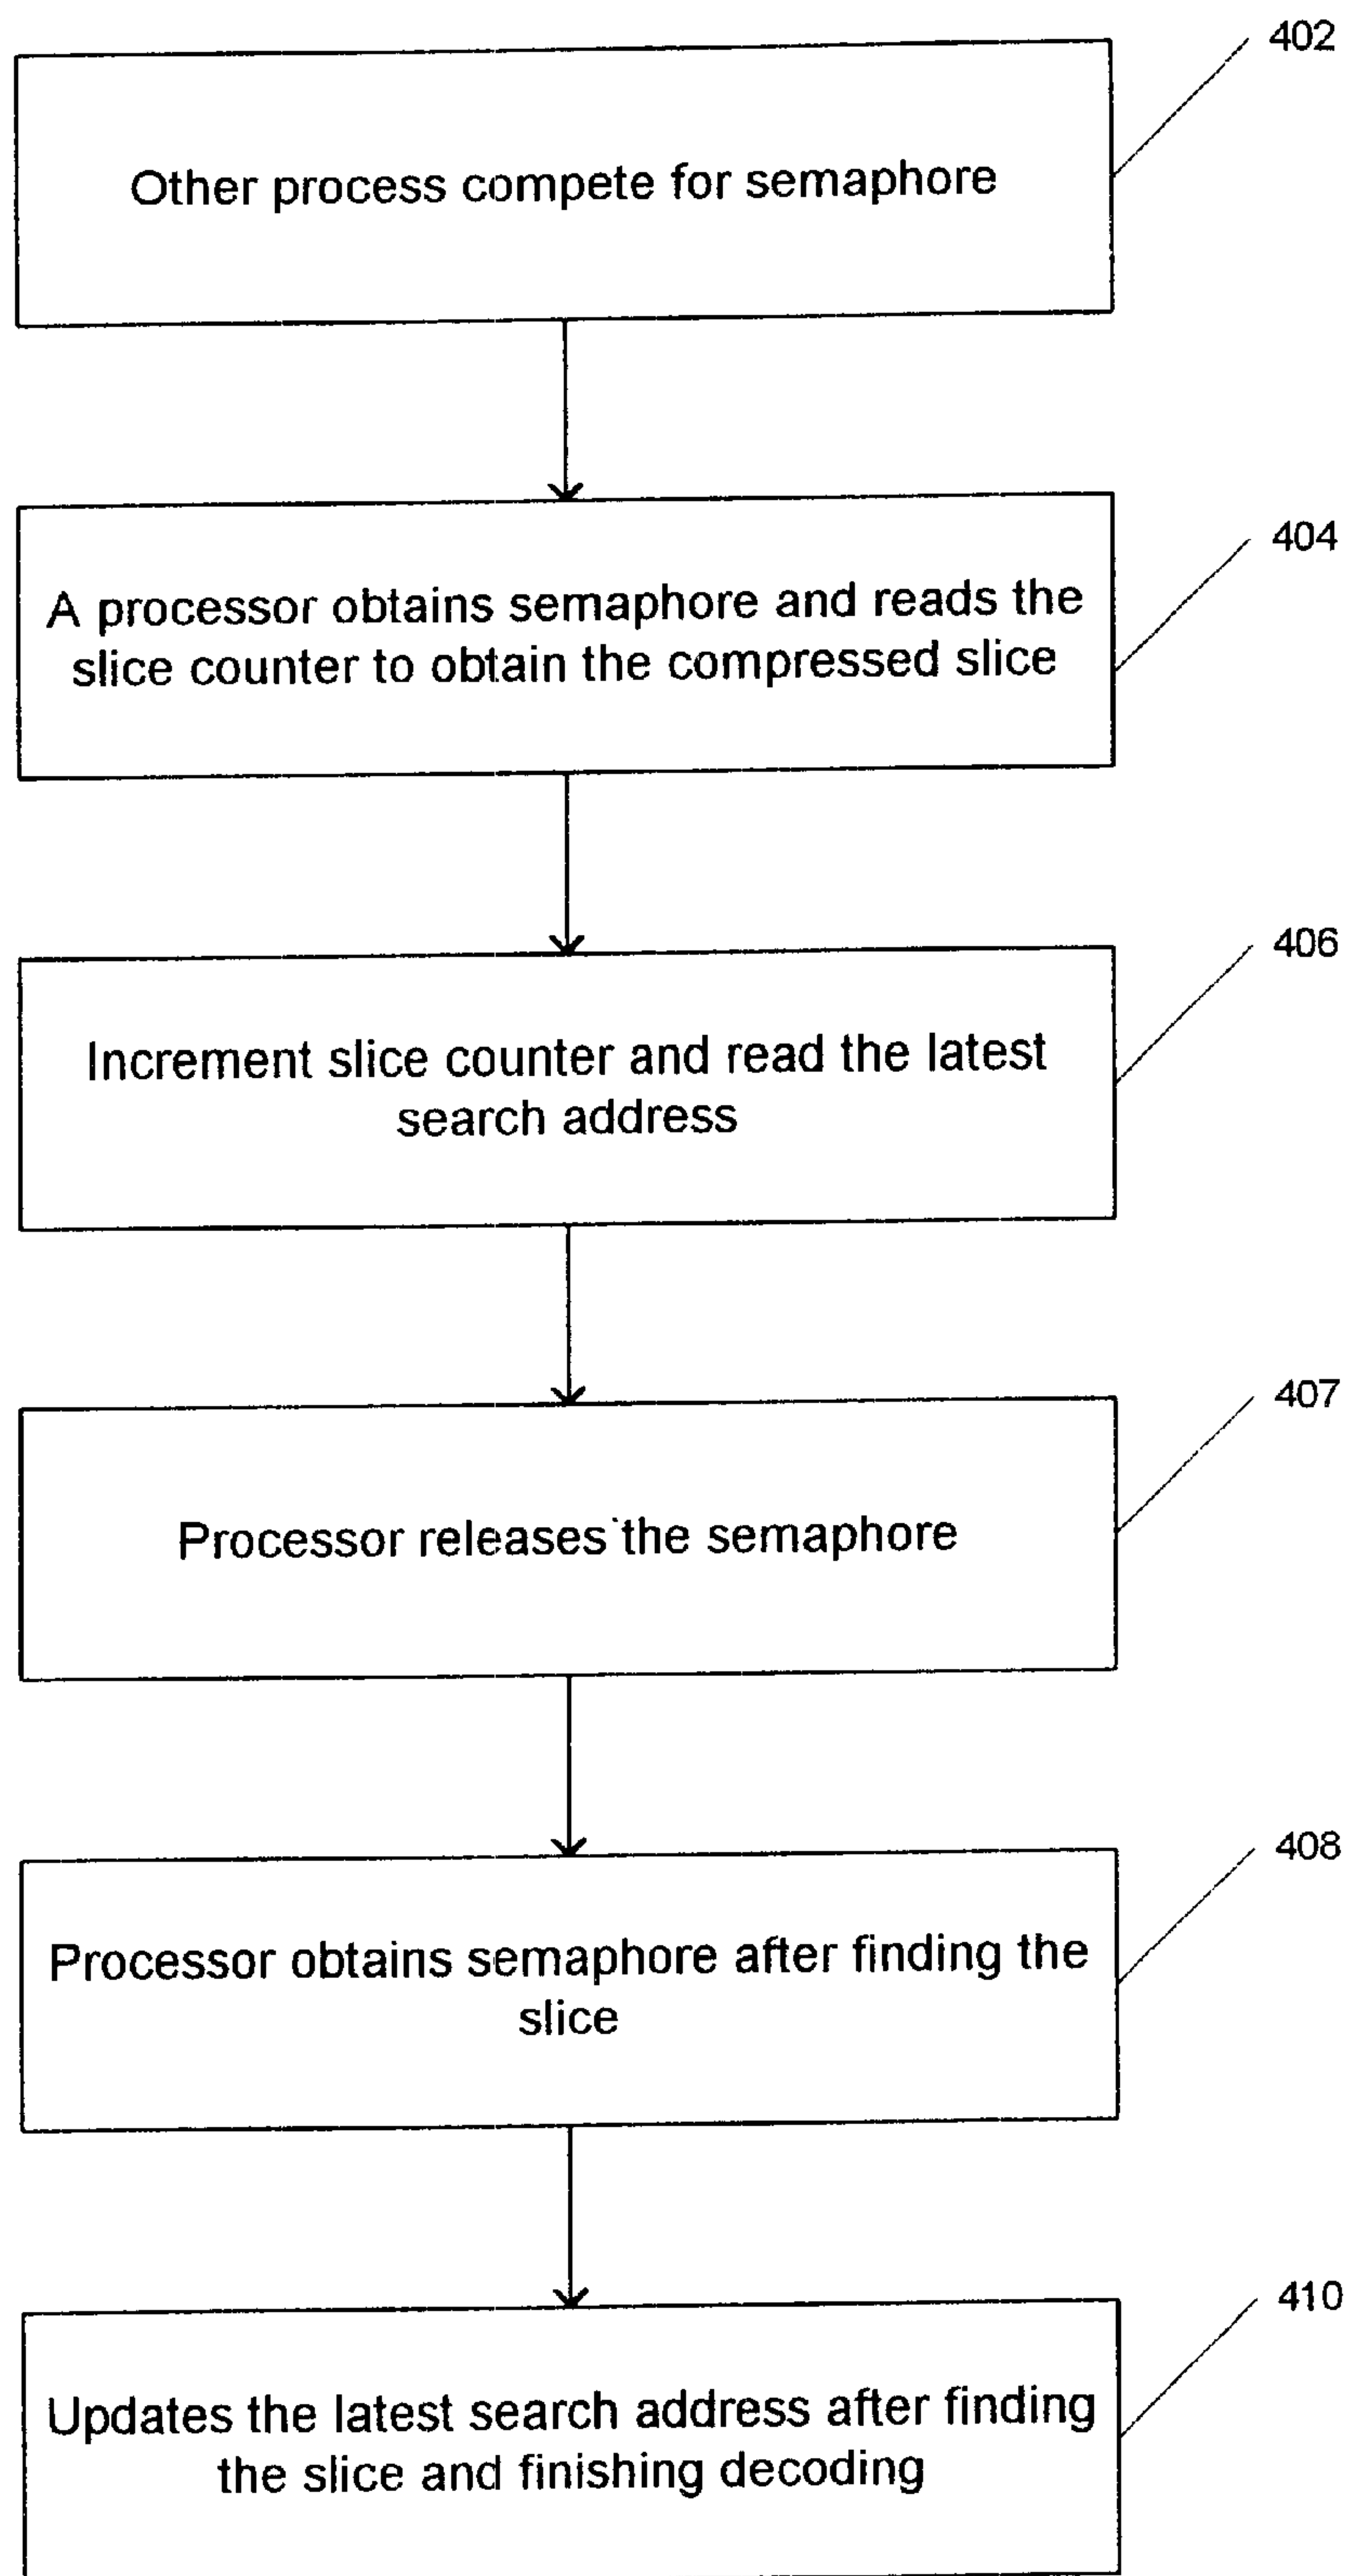 402
Other process compete for semaphore
404
A processor obtains semaphore and reads the
slice counter to obtain the compressed slice
406
Increment slice counter and read the latest
search address
407
Processor releases the semaphore
408
Processor obtains semaphore after finding the
slice
410
Updates the latest search address after finding
the slice and finishing decoding